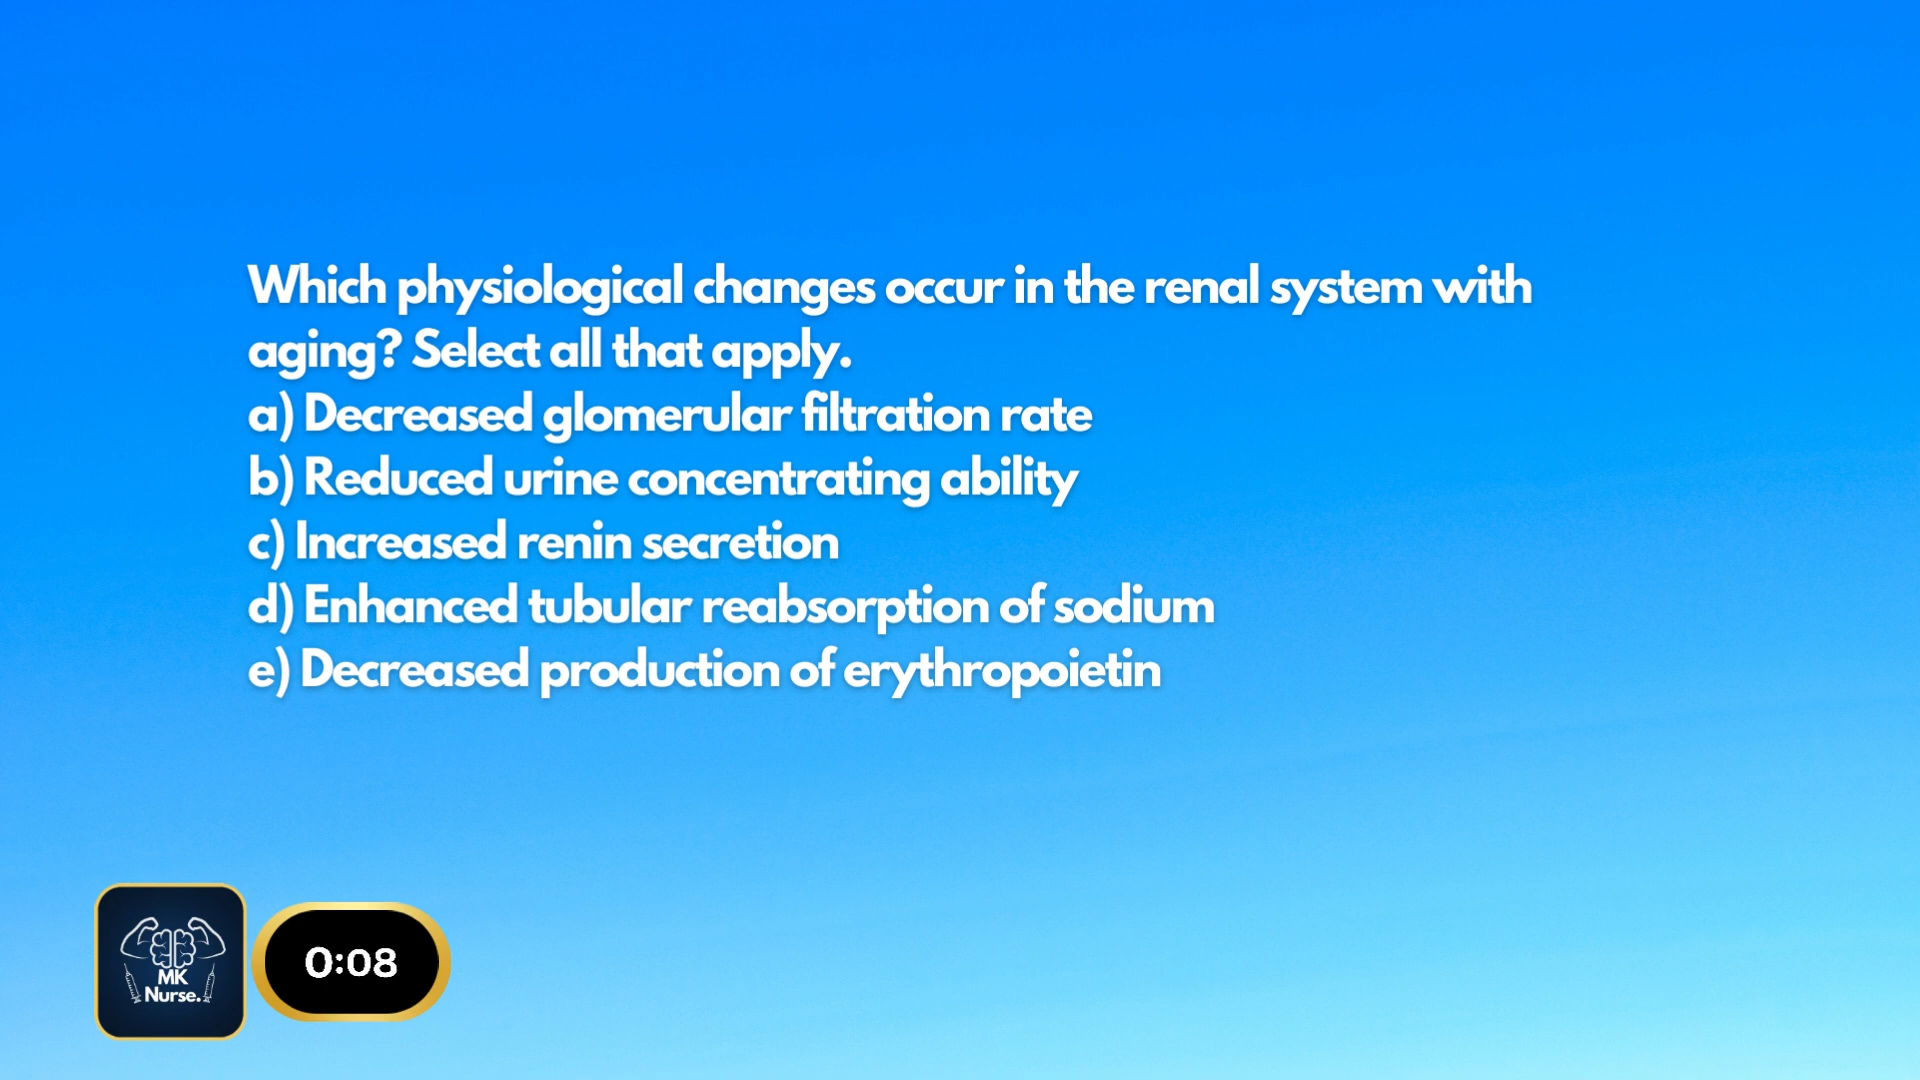 Which physiological changes occur in the renal system with
aging? Select all that apply.
a) Decreased glomerular filtration rate
b) Reduced urine concentrating ability
c) Increased renin secretion
d) Enhanced tubular reabsorption of sodium
e) Decreased production of erythropoietin
MK
Nurse.
0:08